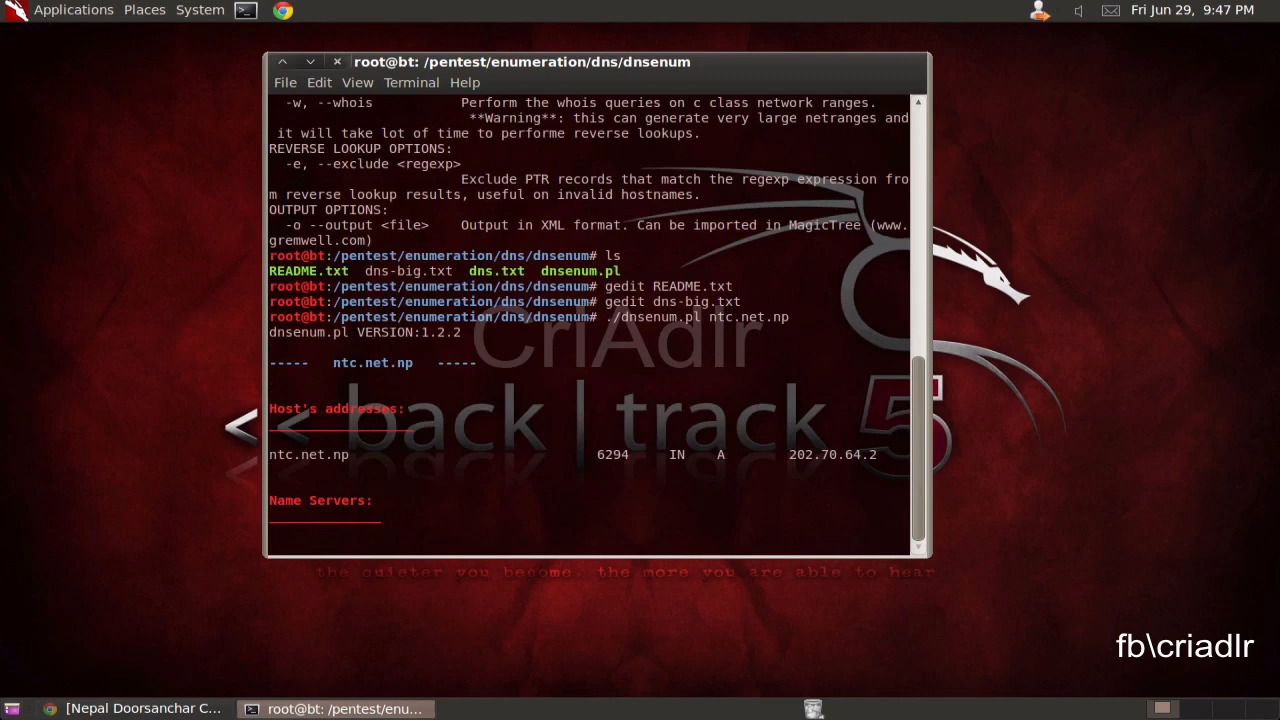 Applications Places System
Fri Jun 29, 9:47 PM
root@bt: /pentest/enumeration/dns/dnsenum
File Edit View Terminal Help
-w, --whois Perform the whois queries on c class network ranges.
**Warning**: this can generate very large netranges and
it will take lot of time to performe reverse lookups.
REVERSE LOOKUP OPTIONS:
-e, --exclude <regexp>
Exclude PTR records that match the regexp expression fro
m reverse lookup results, useful on invalid hostnames.
OUTPUT OPTIONS:
-o --output <file> Output in XML format. Can be imported in MagicTree (www.
gremwell.com)
root@bt:/pentest/enumeration/dns/dnsenum# ls
README.txt dns-big.txt dns.txt dnsenum.pl
root@bt:/pentest/enumeration/dns/dnsenum# gedit README.txt
root@bt:/pentest/enumeration/dns/dnsenum# gedit dns-big.txt
root@bt:/pentest/enumeration/dns/dnsenum# ./dnsenum.pl ntc.net.np
dnsenum.pl VERSION:1.2.2
CriAdlr
----- ntc.net.np -----
Host's addresses:
<< back | track 5
ntc.net.np 6294 IN A 202.70.64.2
Name Servers:
the quieter you become, the more you are able to hear
fb\criadlr
[Nepal Doorsanchar C...
root@bt: /pentest/enu...